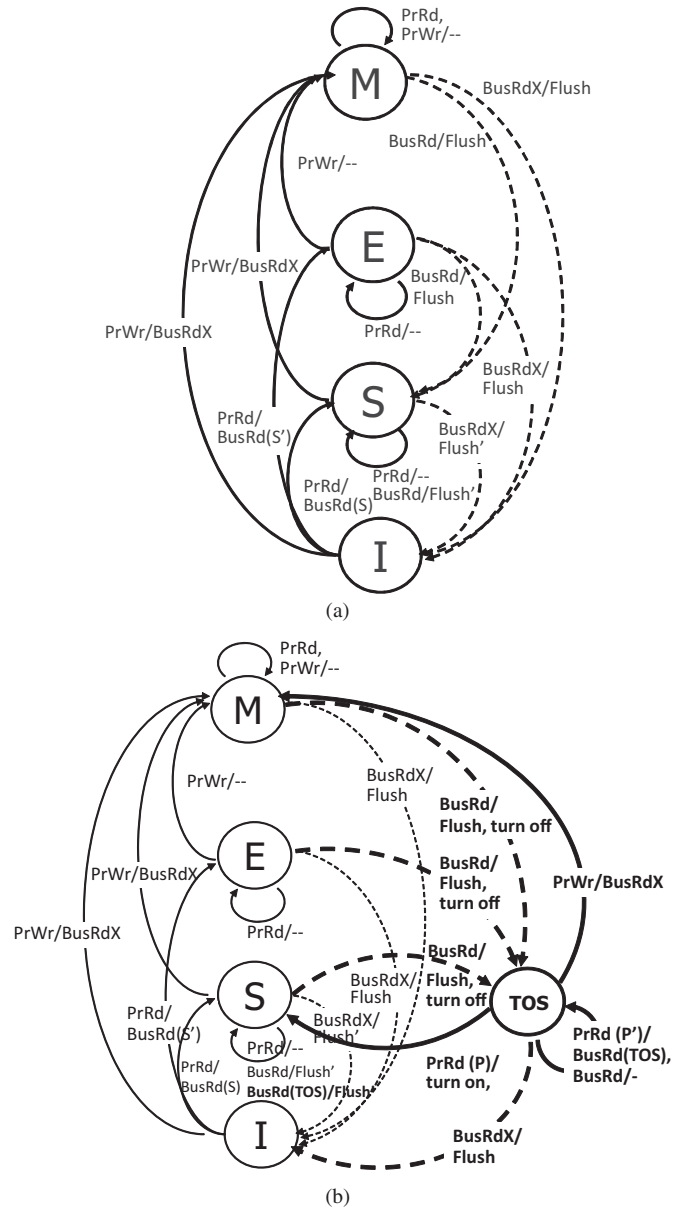 PrRd,
PrWr/--
M
BusRdX/Flush
BusRd/Flush
PrWr/--
E
PrWr/BusRdX
BusRd/
Flush
PrRd/--
PrWr/BusRdX
BusRdX/
Flush
S
PrRd/
BusRd(S')
BusRdX/
Flush'
PrRd/--
BusRd/Flush'
PrRd/
BusRd(S)
I
(a)
PrRd,
PrWr/--
M
BusRdX/
Flush
PrWr/--
BusRd/
Flush, turn off
E
BusRd/
Flush,
turn off
PrWr/BusRdX
PrWr/BusRdX
PrRd/--
PrWr/BusRdX
BusRd/
Flush,
turn off
S
BusRdX/
Flush
TOS
PrRd/
BusRd(S')
BusRdX/
Flush'
PrRd (P')/
BusRd(TOS),
BusRd/-
PrRd/--
BusRd/Flush'
BusRd(TOS)/Flush
PrRd/
BusRd(S)
PrRd (P)/
turn on,
I
BusRdX/
Flush
(b)